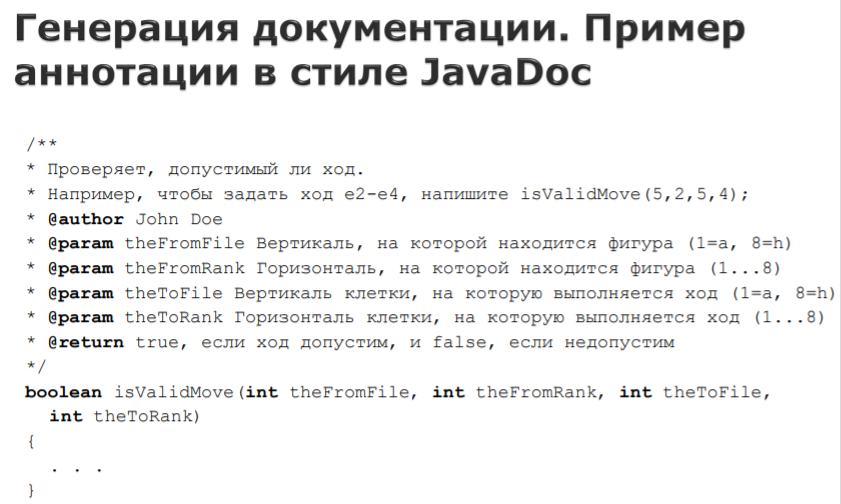 Генерация документации. Пример
аннотации в стиле JavaDoc
/**
* Проверяет, допустимый ли ход.
* Например, чтобы задать ход e2-e4, напишите isValidMove(5,2,5,4);
* @author John Doe
* @param theFromFile Вертикаль, на которой находится фигура (1=a, 8=h)
* @param theFromRank Горизонталь, на которой находится фигура (1...8)
* @param theToFile Вертикаль клетки, на которую выполняется ход (1=a, 8=h)
* @param theToRank Горизонталь клетки, на которую выполняется ход (1...8)
* @return true, если ход допустим, и false, если недопустим
*/
boolean isValidMove(int theFromFile, int theFromRank, int theToFile,
int theToRank)
{
. . .
}